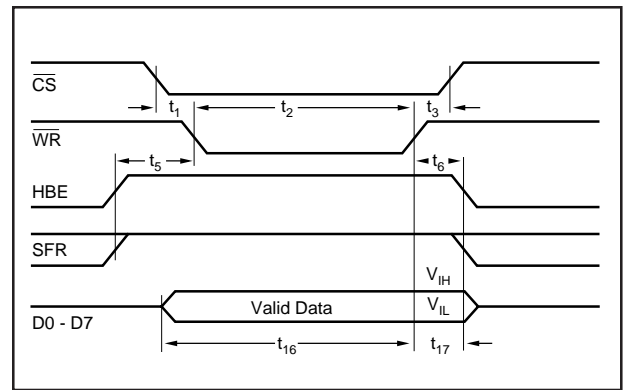 CS
t1
t2
t3
WR
t5
t6
HBE
SFR
VIH
Valid Data
VIL
D0 - D7
t16
t17